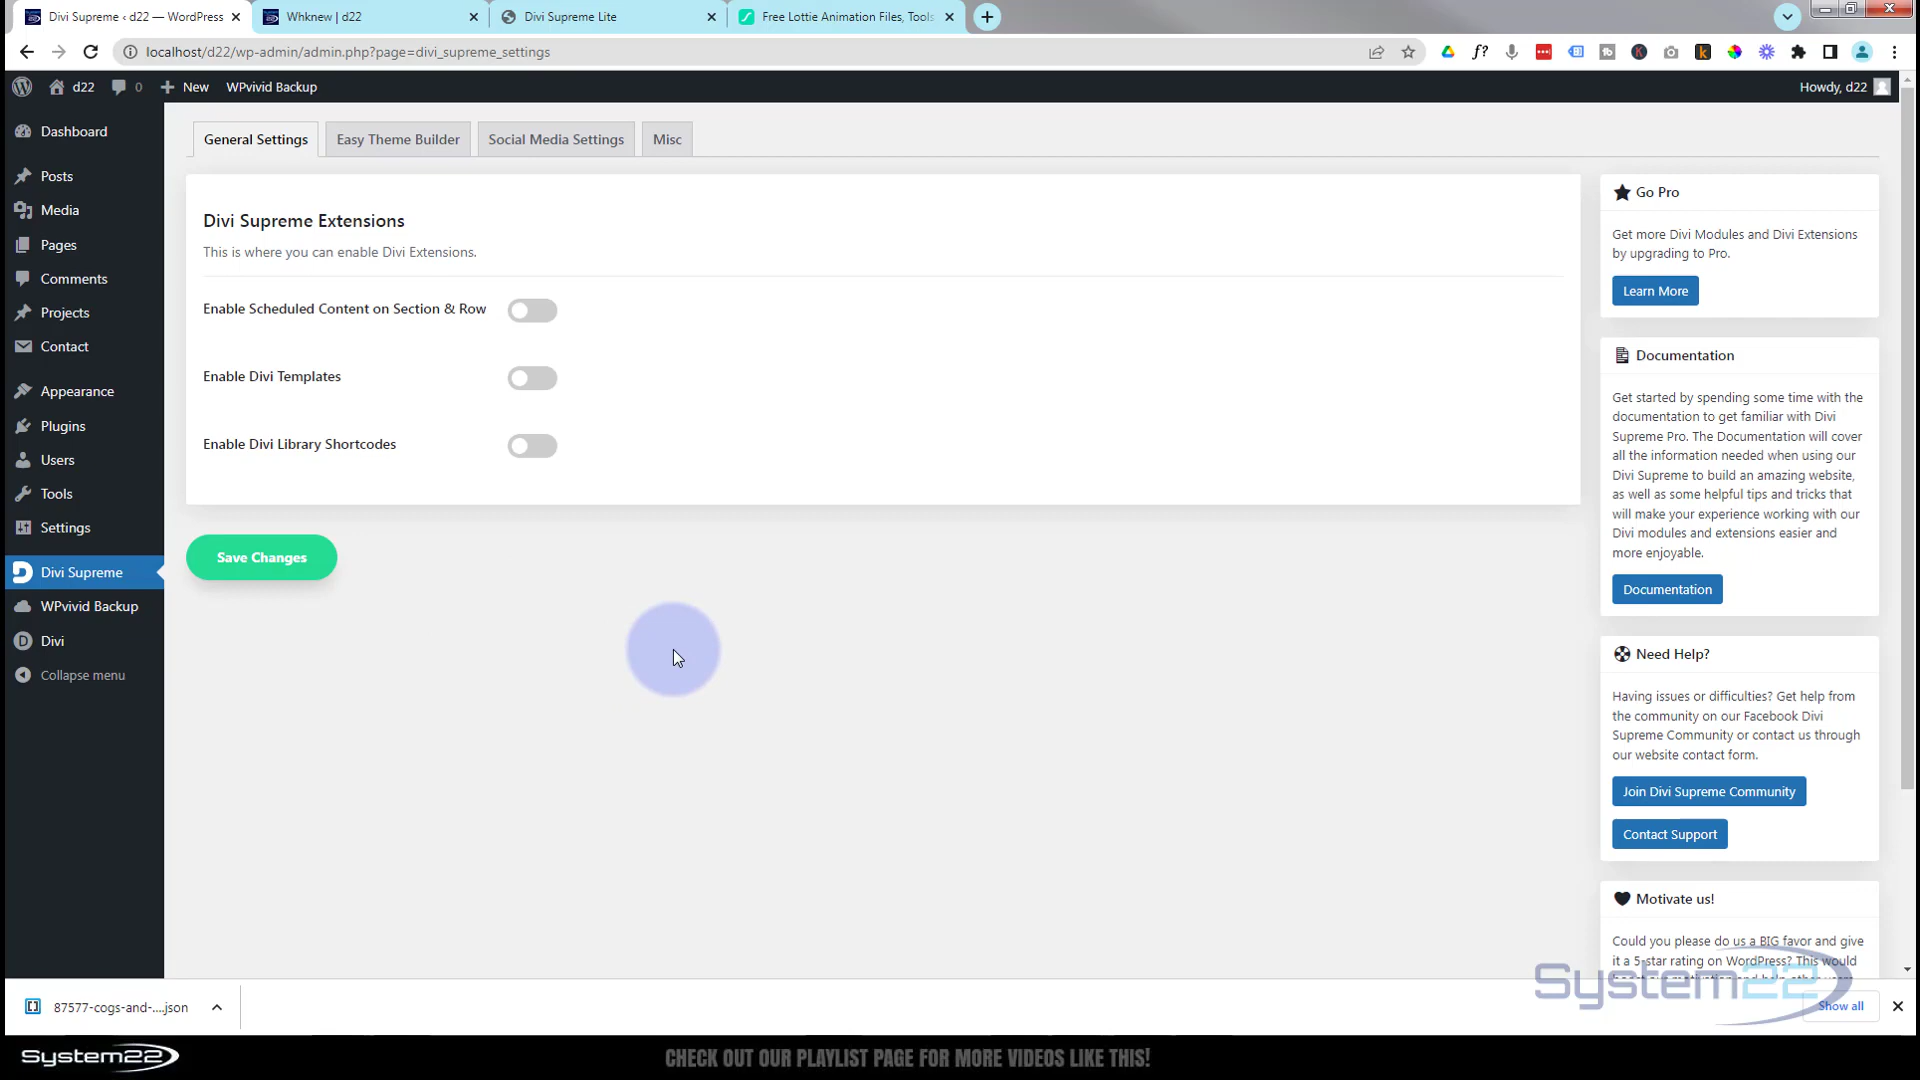 Divi Supreme ‹ d22 — WordPress
Whknew | d22
Divi Supreme Lite
Free Lottie Animation Files, Tools
localhost/d22/wp-admin/admin.php?page=divi_supreme_settings
d22
0
New
WPvivid Backup
Howdy, d22
Dashboard
Posts
Media
Pages
Comments
Projects
Contact
Appearance
Plugins
Users
Tools
Settings
Divi Supreme
WPvivid Backup
Divi
Collapse menu
General Settings
Easy Theme Builder
Social Media Settings
Misc
Divi Supreme Extensions
This is where you can enable Divi Extensions.
Enable Scheduled Content on Section & Row
Enable Divi Templates
Enable Divi Library Shortcodes
Save Changes
Go Pro
Get more Divi Modules and Divi Extensions
by upgrading to Pro.
Learn More
Documentation
Get started by spending some time with the
documentation to get familiar with Divi
Supreme Pro. The Documentation will cover
all the information needed when using our
Divi Supreme to build an amazing website,
as well as some helpful tips and tricks that
will make your experience working with our
Divi modules and extensions easier and
more enjoyable.
Documentation
Need Help?
Having issues or difficulties? Get help from
the community on our Facebook Divi
Supreme Community or contact us through
our website contact form.
Join Divi Supreme Community
Contact Support
Motivate us!
Could you please do us a BIG favor and give
it a 5-star rating on WordPress? This would
System22
87577-cogs-and-....json
Show all
System22
CHECK OUT OUR PLAYLIST PAGE FOR MORE VIDEOS LIKE THIS!